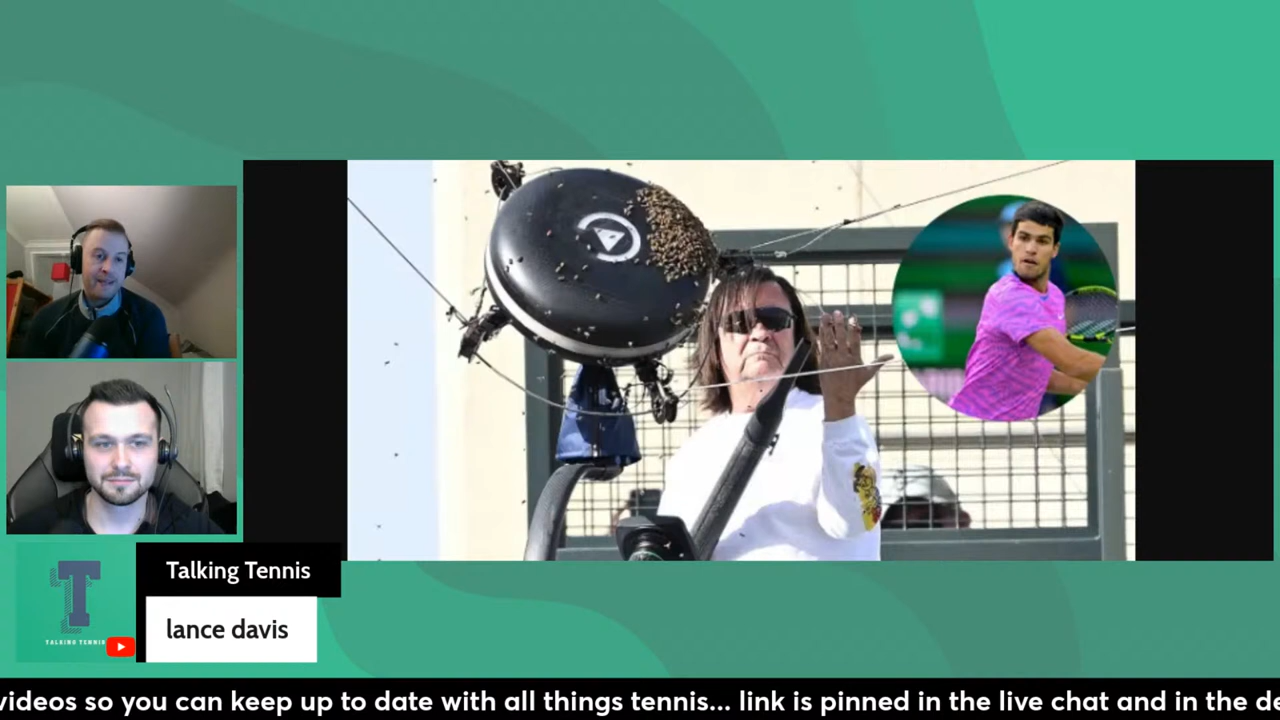 T
TALKING TENNIS
Talking Tennis
lance davis
videos so you can keep up to date with all things tennis... link is pinned in the live chat and in the de